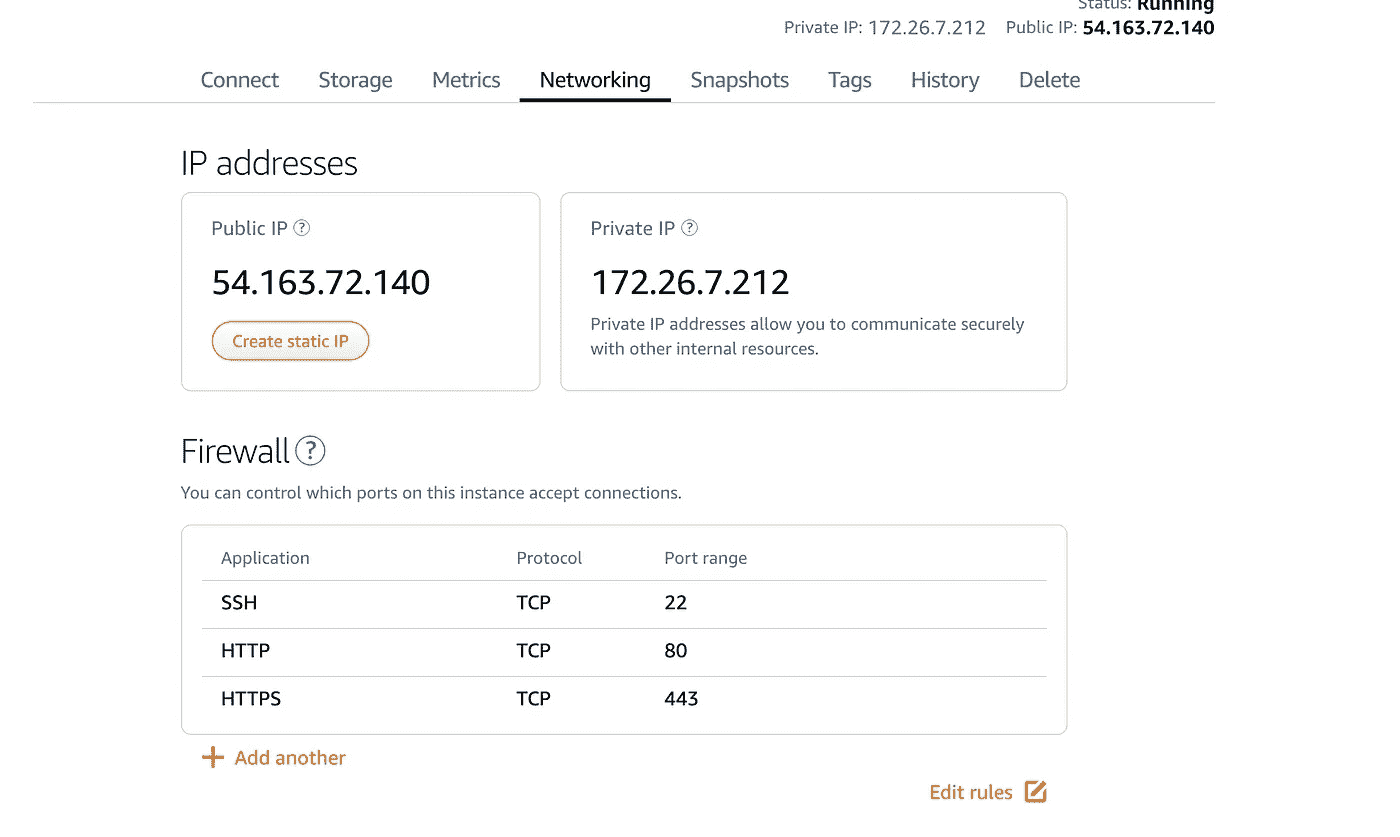 Status: Running
Private IP: 172.26.7.212 Public IP: 54.163.72.140
Connect Storage Metrics Networking Snapshots Tags History Delete
IP addresses
Public IP ?
54.163.72.140
Create static IP
Private IP ?
172.26.7.212
Private IP addresses allow you to communicate securely
with other internal resources.
Firewall ?
You can control which ports on this instance accept connections.
Application Protocol Port range
SSH TCP 22
HTTP TCP 80
HTTPS TCP 443
+ Add another
Edit rules